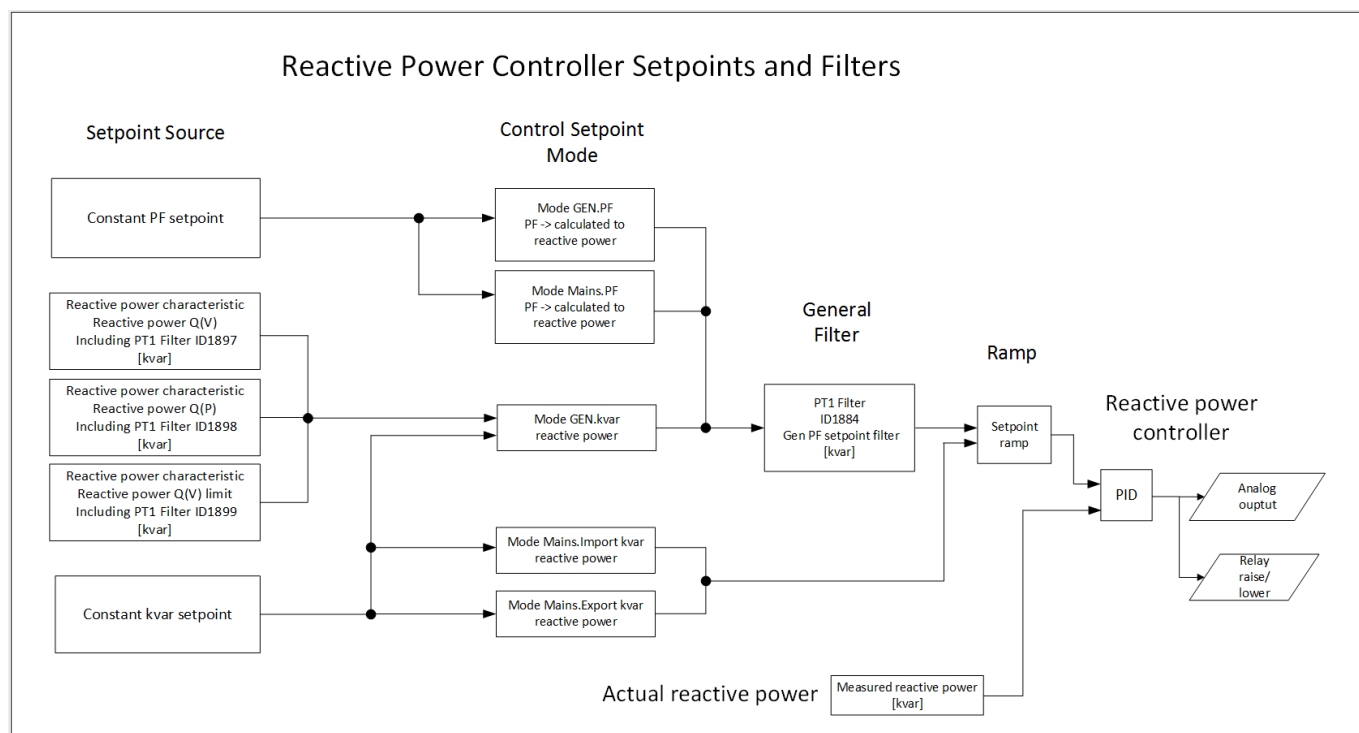 Reactive Power Controller Setpoints and Filters
Setpoint Source
Control Setpoint
Mode
Constant PF setpoint
Mode GEN.PF
PF -> calculated to
reactive power
Mode Mains.PF
PF -> calculated to
reactive power
Reactive power characteristic
Reactive power Q(V)
Including PT1 Filter ID1897
[kvar]
Reactive power characteristic
Reactive power Q(P)
Including PT1 Filter ID1898
[kvar]
Reactive power characteristic
Reactive power Q(V) limit
Including PT1 Filter ID1899
[kvar]
Mode GEN.kvar
reactive power
General
Filter
PT1 Filter
ID1884
Gen PF setpoint filter
[kvar]
Ramp
Setpoint
ramp
Reactive power
controller
PID
Analog
ouptut
Relay
raise/
lower
Mode Mains.Import kvar
reactive power
Constant kvar setpoint
Mode Mains.Export kvar
reactive power
Actual reactive power
Measured reactive power
[kvar]